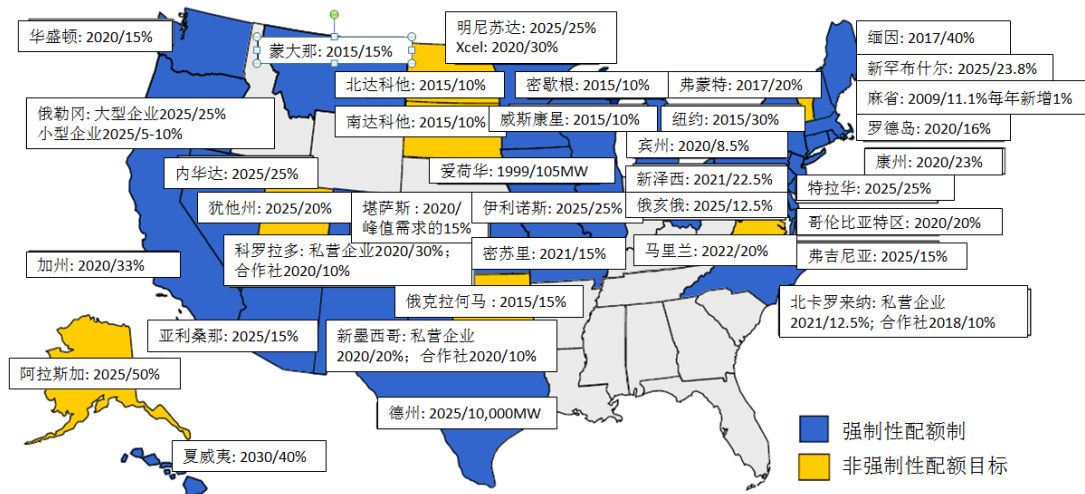 华盛顿: 2020/15%
蒙大那: 2015/15%
明尼苏达: 2025/25%
Xcel: 2020/30%
缅因: 2017/40%
新罕布什尔: 2025/23.8%
北达科他: 2015/10%
密歇根: 2015/10%
弗蒙特: 2017/20%
麻省: 2009/11.1%每年新增1%
俄勒冈: 大型企业2025/25%
小型企业2025/5-10%
南达科他: 2015/10%
威斯康星: 2015/10%
纽约: 2015/30%
罗德岛: 2020/16%
宾州: 2020/8.5%
康州: 2020/23%
内华达: 2025/25%
爱荷华: 1999/105MW
新泽西: 2021/22.5%
特拉华: 2025/25%
犹他州: 2025/20%
堪萨斯: 2020/
峰值需求的15%
伊利诺斯: 2025/25%
俄亥俄: 2025/12.5%
哥伦比亚特区: 2020/20%
科罗拉多: 私营企业2020/30%;
合作社2020/10%
密苏里: 2021/15%
马里兰: 2022/20%
弗吉尼亚: 2025/15%
加州: 2020/33%
俄克拉何马: 2015/15%
北卡罗来纳: 私营企业
2021/12.5%; 合作社2018/10%
亚利桑那: 2025/15%
新墨西哥: 私营企业
2020/20%; 合作社2020/10%
阿拉斯加: 2025/50%
德州: 2025/10,000MW
强制性配额制
夏威夷: 2030/40%
非强制性配额目标